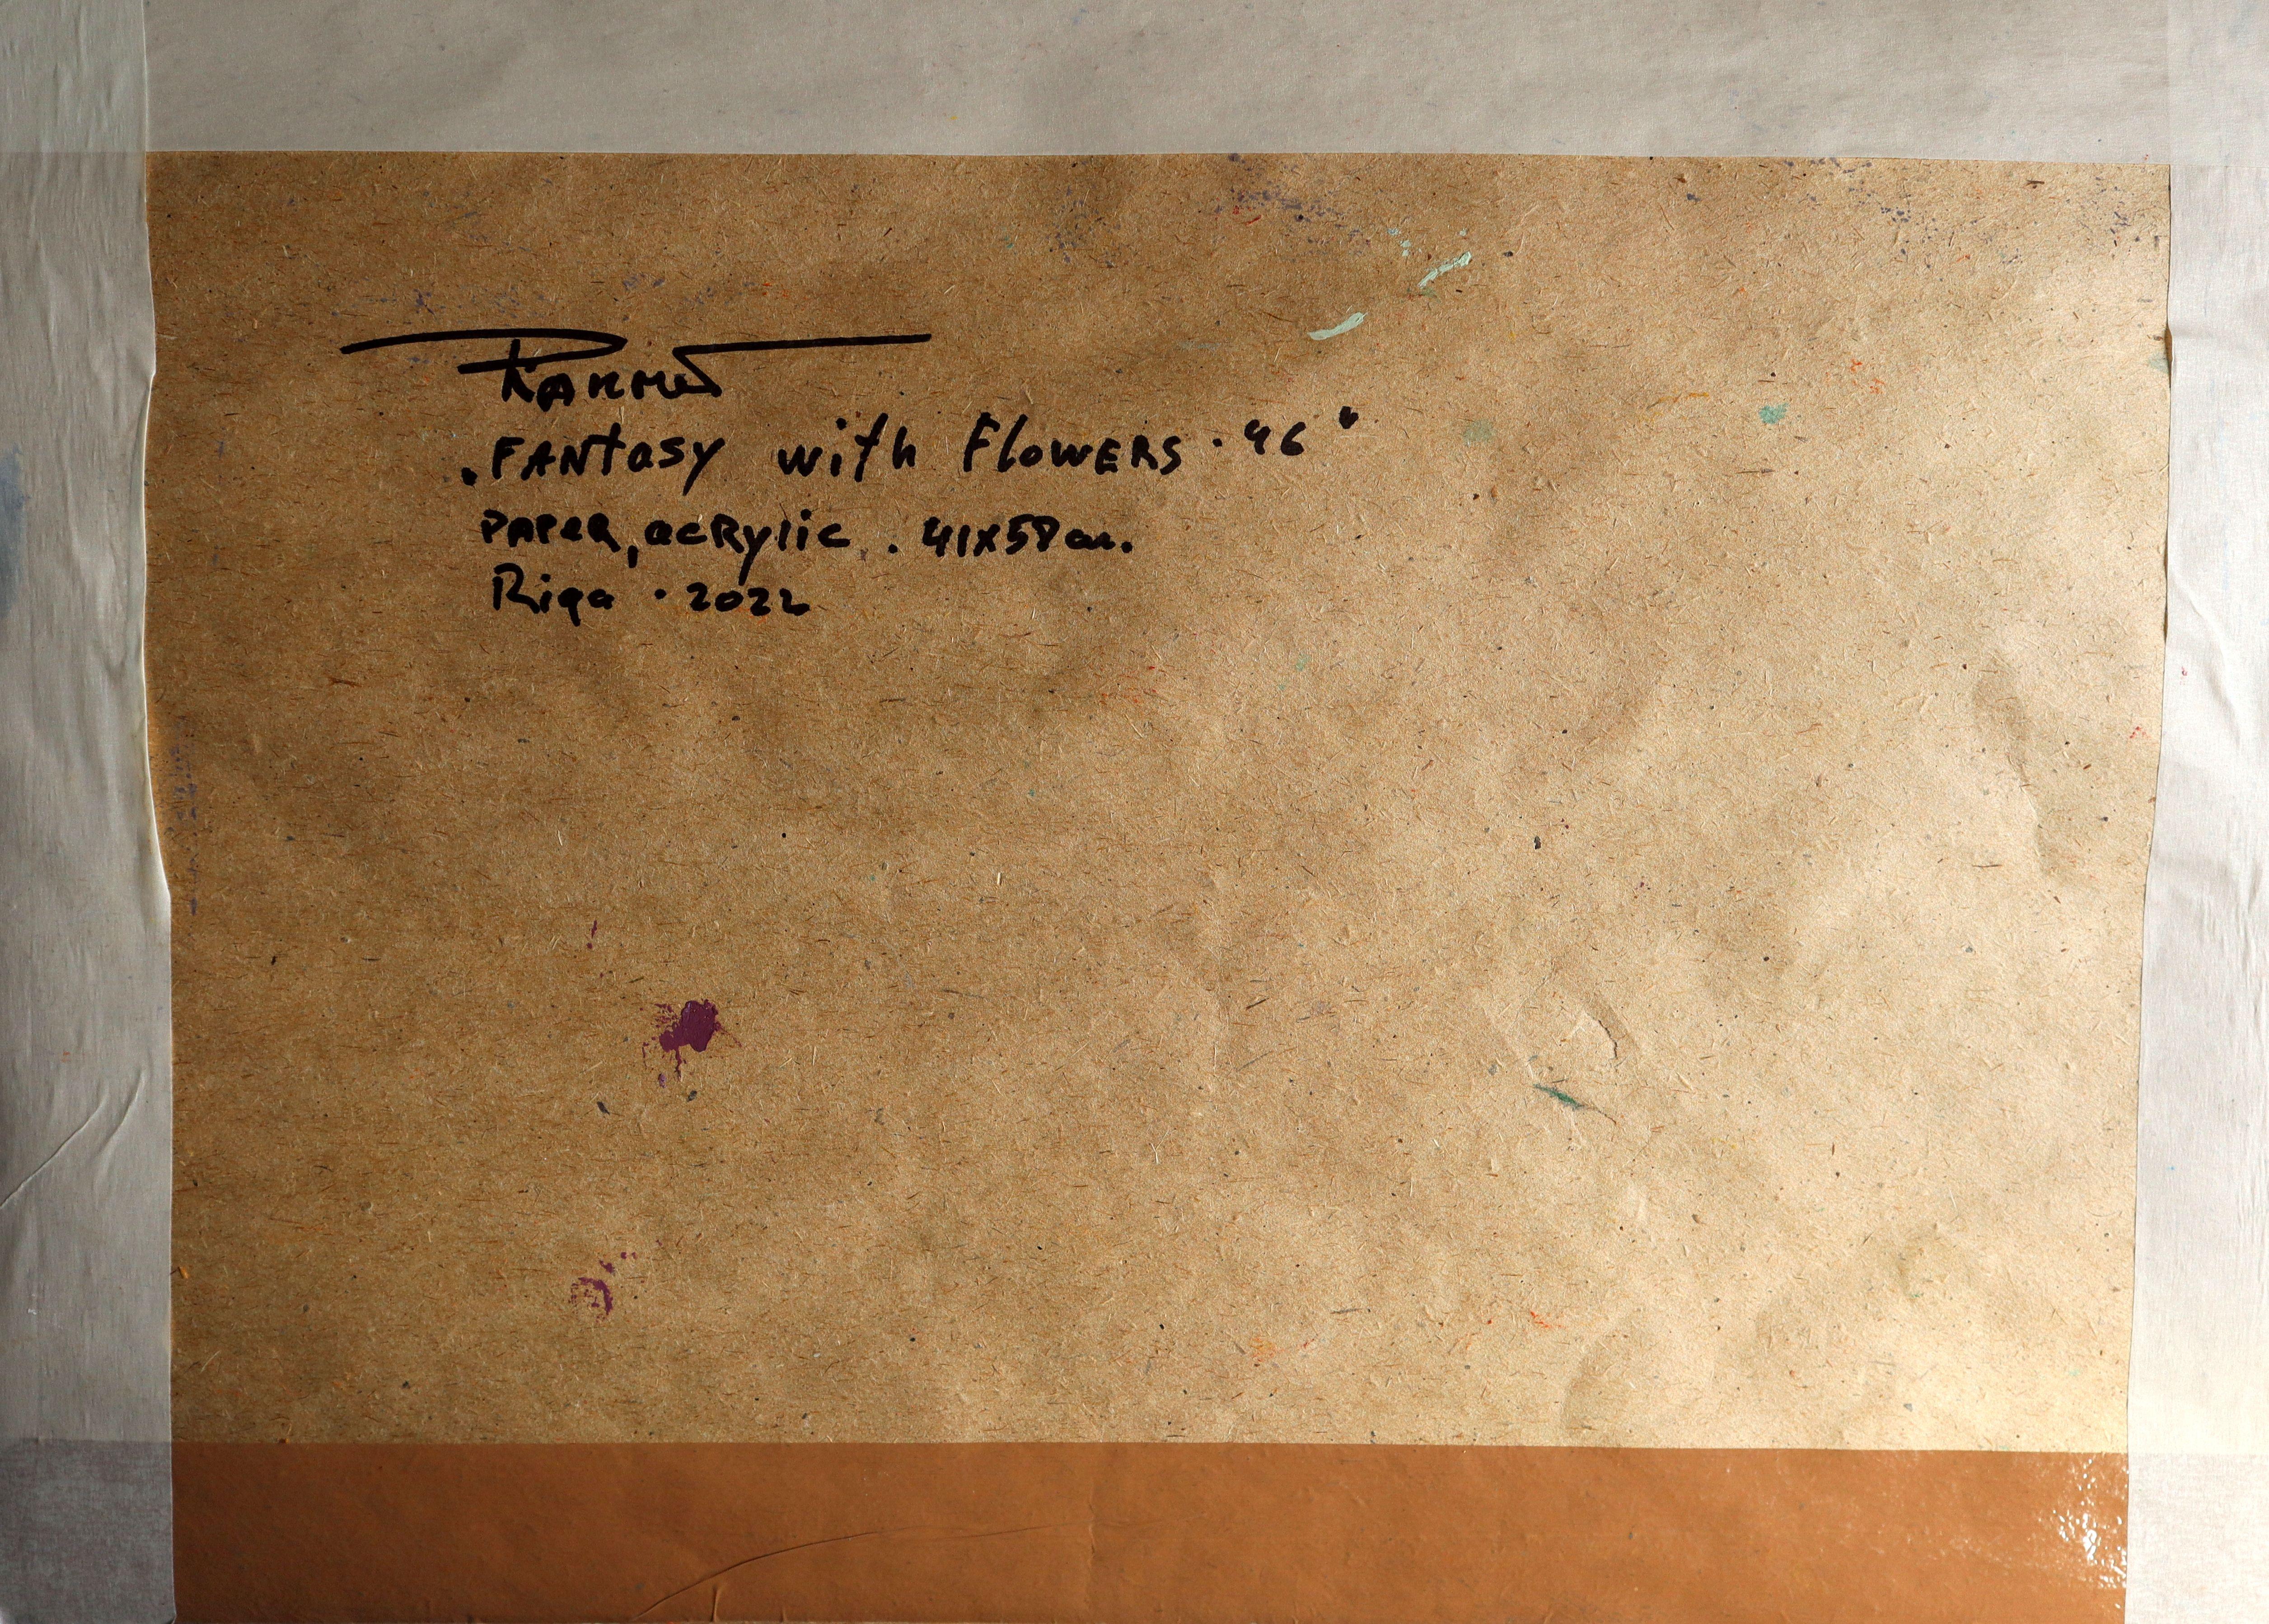 „FANtasy with FlowERS · 46"
PAPER, acRylic . 41x58 cm.
Riga · 2022